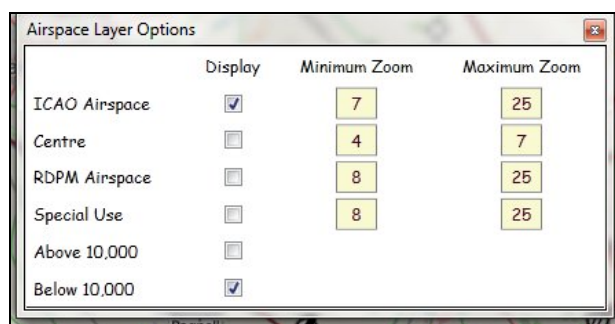 Airspace Layer Options
Display Minimum Zoom Maximum Zoom
ICAO Airspace 7 25
Centre 4 7
RDPM Airspace 8 25
Special Use 8 25
Above 10,000
Below 10,000